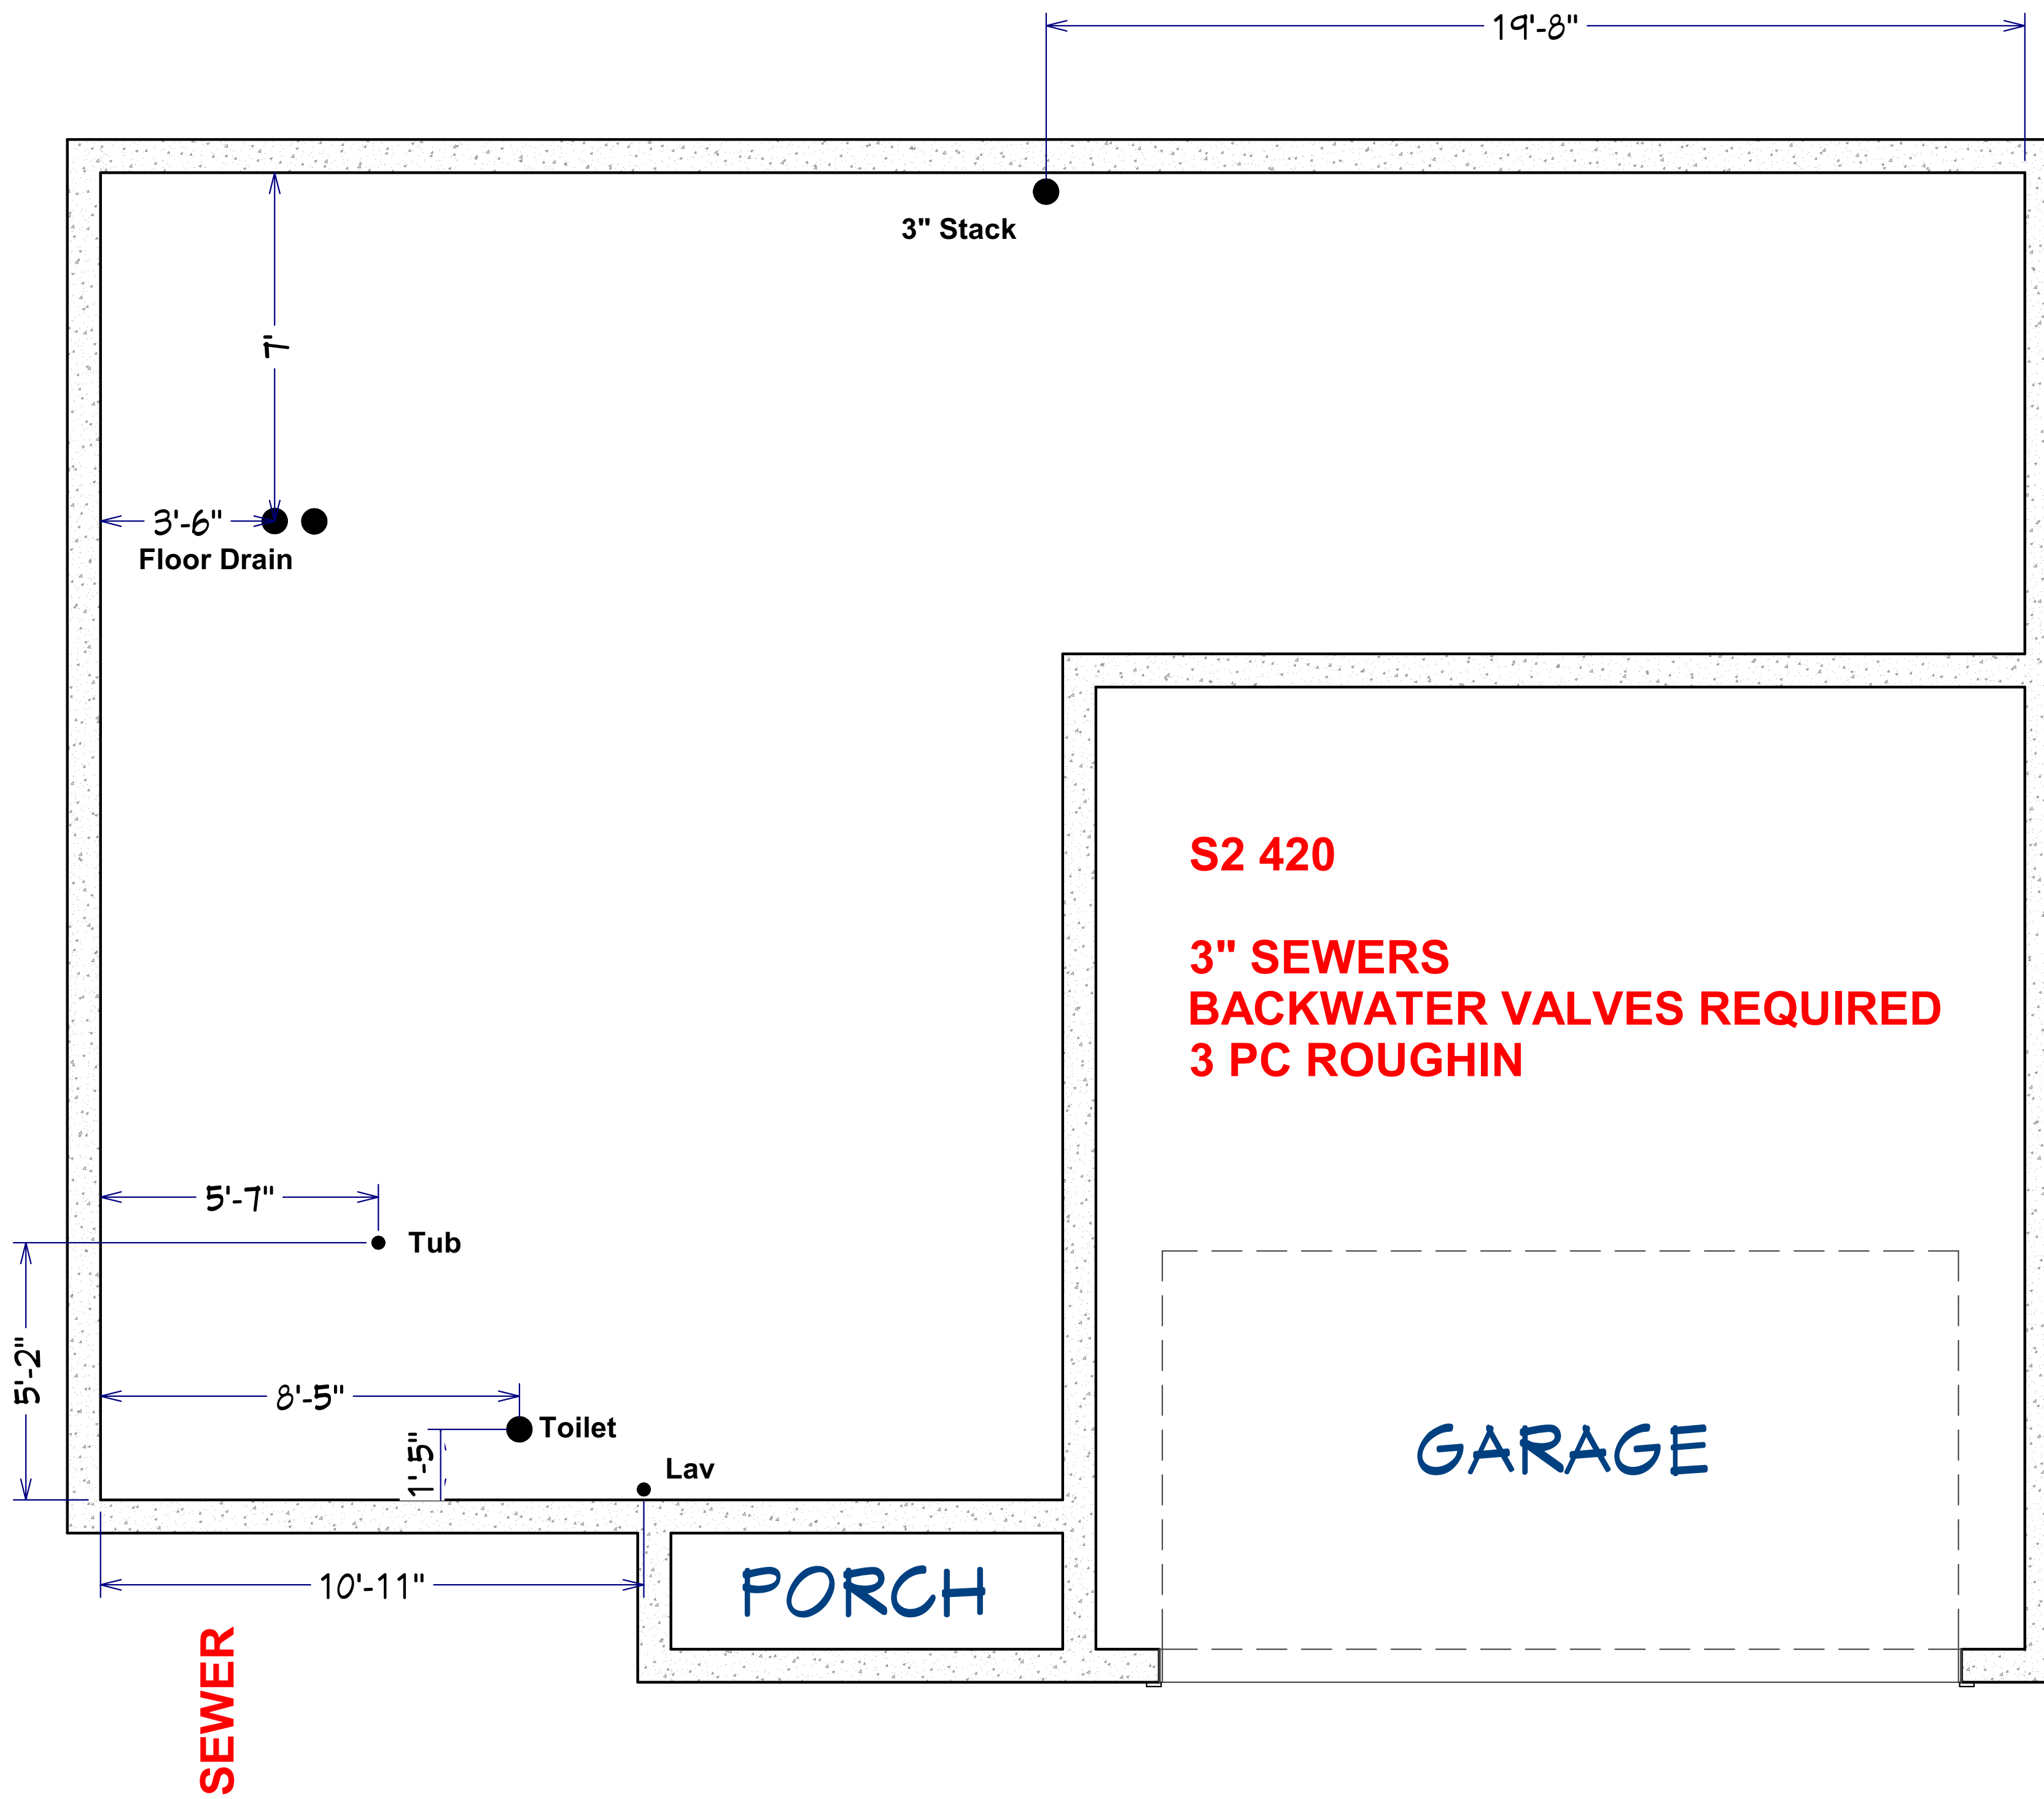 19'-8"
3" Stack
7'
3'-6"
Floor Drain
S2 420
3" SEWERS
BACKWATER VALVES REQUIRED
3 PC ROUGHIN
5'-7"
Tub
5'-2"
8'-5"
Toilet
1'-5"
Lav
GARAGE
10'-11"
PORCH
SEWER